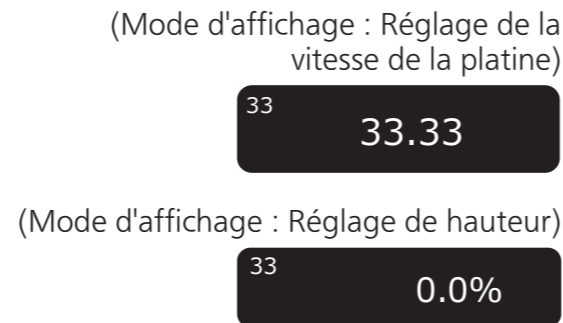 (Mode d'affichage : Réglage de la
vitesse de la platine)
33
33.33
(Mode d'affichage : Réglage de hauteur)
33
0.0%